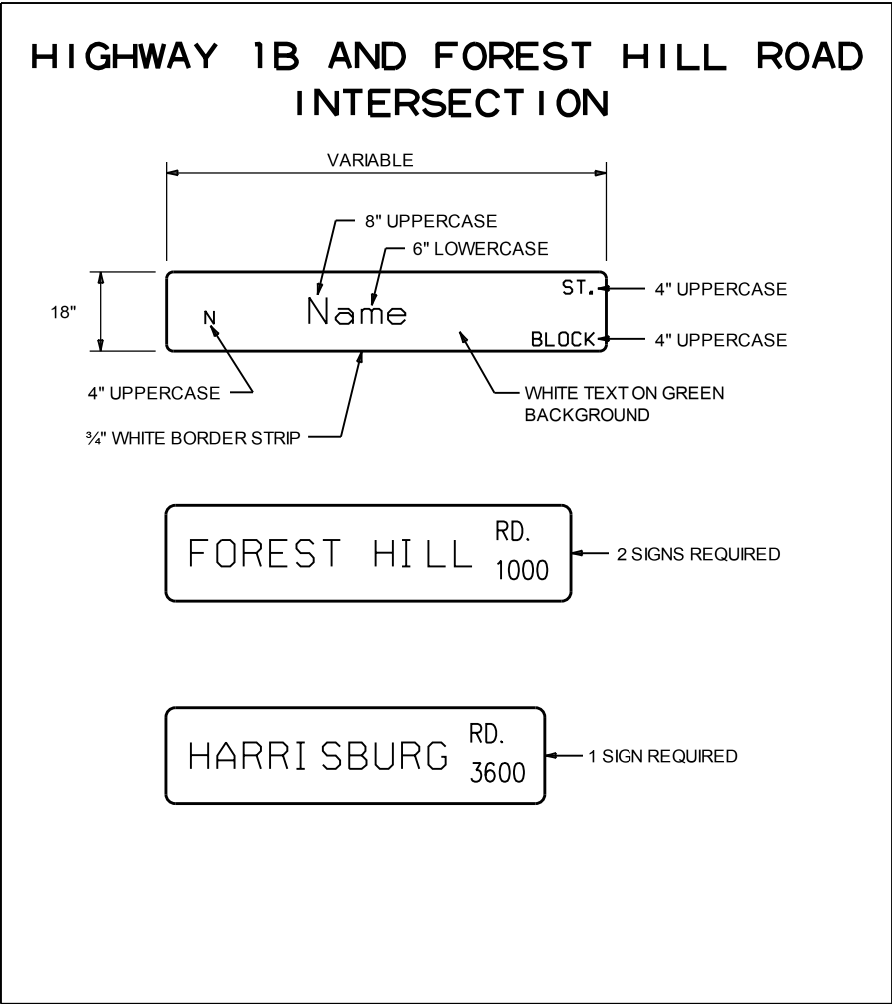 HIGHWAY 1B AND FOREST HILL ROAD
INTERSECTION
VARIABLE
8" UPPERCASE
6" LOWERCASE
18"
N
Name
ST.
4" UPPERCASE
BLOCK
4" UPPERCASE
4" UPPERCASE
WHITE TEXT ON GREEN
BACKGROUND
¾" WHITE BORDER STRIP
FOREST HILL
RD.
1000
2 SIGNS REQUIRED
HARRISBURG
RD.
3600
1 SIGN REQUIRED